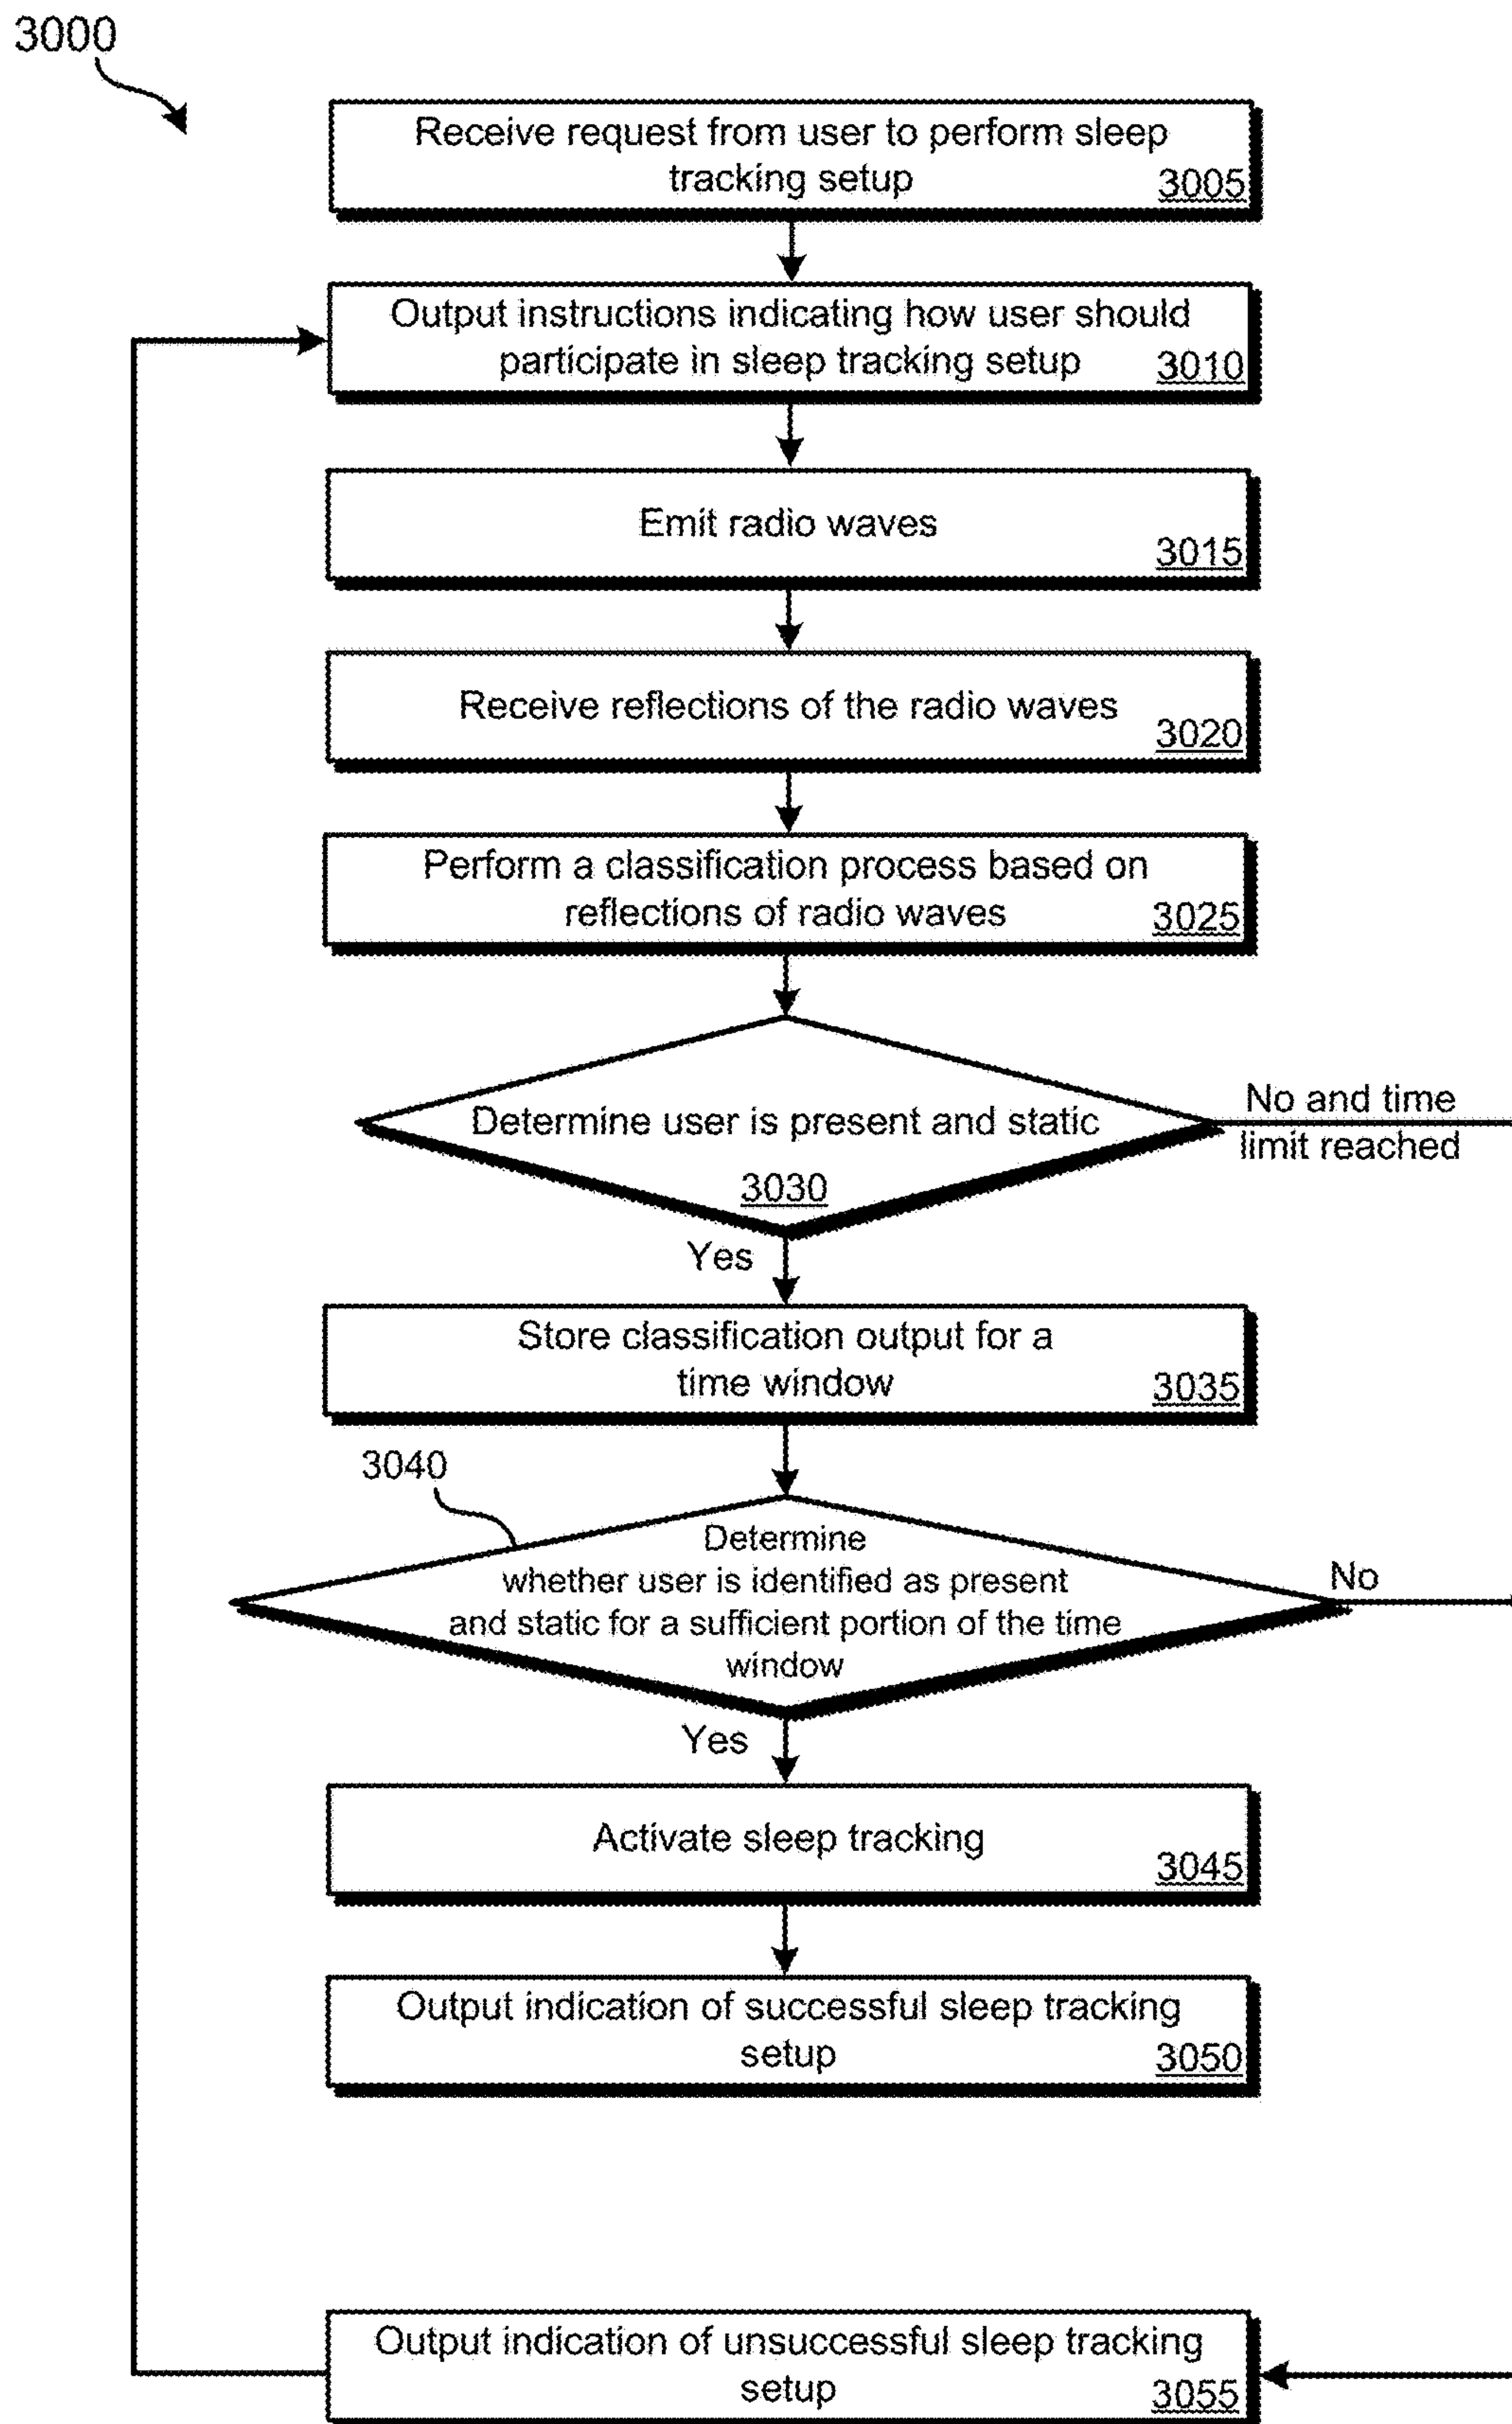 3000
Receive request from user to perform sleep
tracking setup
3005
Output instructions indicating how user should
participate in sleep tracking setup
3010
Emit radio waves
3015
Receive reflections of the radio waves
3020
Perform a classification process based on
reflections of radio waves
3025
Determine user is present and static
3030
No and time
limit reached
Yes
Store classification output for a
time window
3035
3040
Determine
whether user is identified as present
and static for a sufficient portion of the time
window
No
Yes
Activate sleep tracking
3045
Output indication of successful sleep tracking
setup
3050
Output indication of unsuccessful sleep tracking
setup
3055